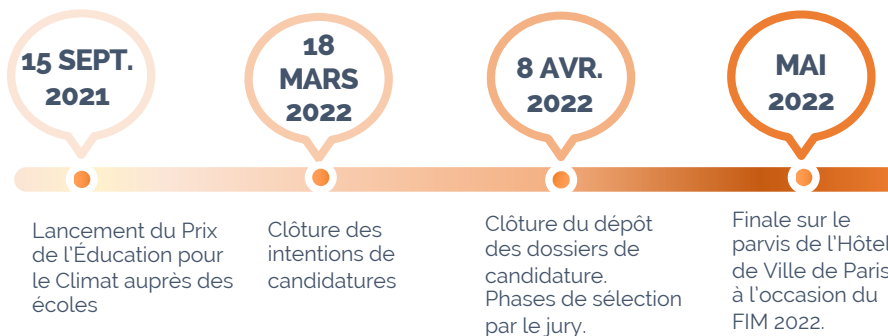 15 SEPT.
2021
18
MARS
2022
8 AVR.
2022
MAI
2022
Lancement du Prix
de l'Éducation pour
le Climat auprès des
écoles
Clôture des
intentions de
candidatures
Clôture du dépôt
des dossiers de
candidature.
Phases de sélection
par le jury.
Finale sur le
parvis de l'Hôtel
de Ville de Paris
à l'occasion du
FIM 2022.